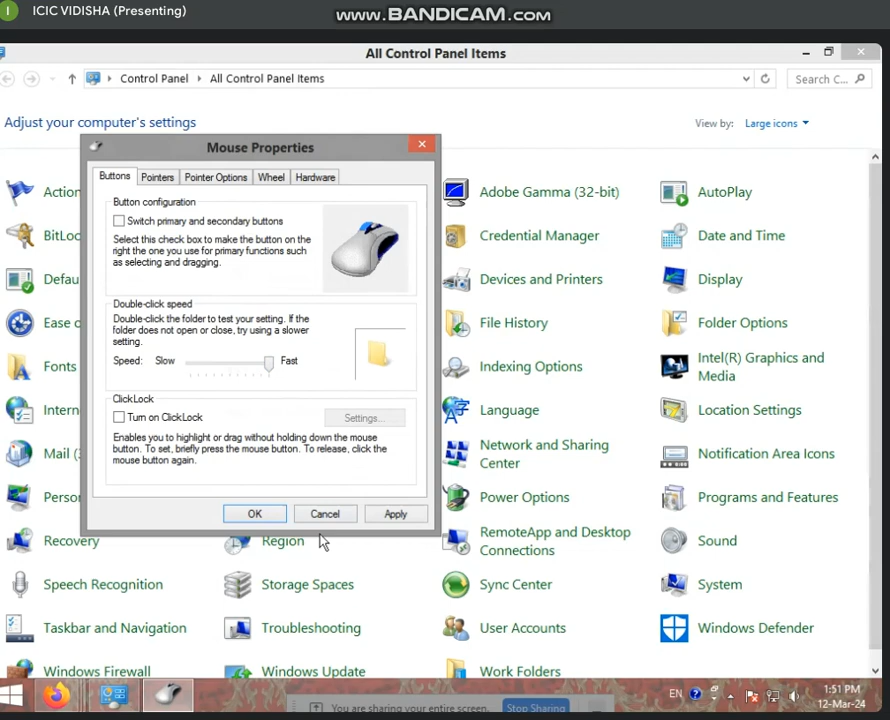 I
ICIC VIDISHA (Presenting)
www.BANDICAM.com
All Control Panel Items
Control Panel
All Control Panel Items
Search C...
Adjust your computer's settings
View by:
Large icons
Mouse Properties
Buttons
Pointers
Pointer Options
Wheel
Hardware
Button configuration
Switch primary and secondary buttons
Select this check box to make the button on the
right the one you use for primary functions such
as selecting and dragging.
Double-click speed
Double-click the folder to test your setting. If the
folder does not open or close, try using a slower
setting.
Speed:
Slow
Fast
ClickLock
Turn on ClickLock
Settings...
Enables you to highlight or drag without holding down the mouse
button. To set, briefly press the mouse button. To release, click the
mouse button again.
OK
Cancel
Apply
Action
Adobe Gamma (32-bit)
AutoPlay
BitLoc
Credential Manager
Date and Time
Defau
Devices and Printers
Display
Ease o
File History
Folder Options
Fonts
Indexing Options
Intel(R) Graphics and
Media
Intern
Language
Location Settings
Mail (3
Network and Sharing
Center
Notification Area Icons
Person
Power Options
Programs and Features
Recovery
Region
RemoteApp and Desktop
Connections
Sound
Speech Recognition
Storage Spaces
Sync Center
System
Taskbar and Navigation
Troubleshooting
User Accounts
Windows Defender
Windows Firewall
Windows Update
Work Folders
You are sharing your entire screen.
Stop Sharing
EN
1:51 PM
12-Mar-24